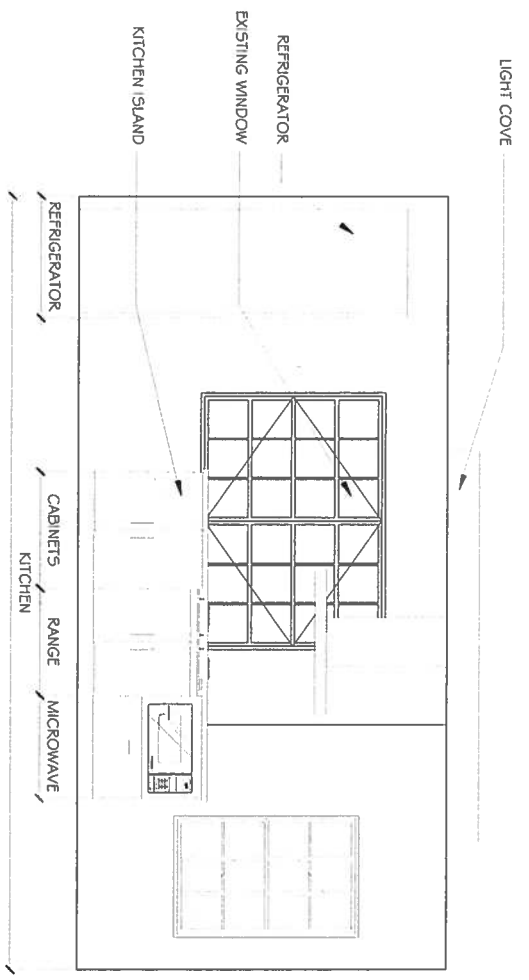 LIGHT COVE
REFRIGERATOR
EXISTING WINDOW
KITCHEN ISLAND
REFRIGERATOR
CABINETS
RANGE
MICROWAVE
KITCHEN